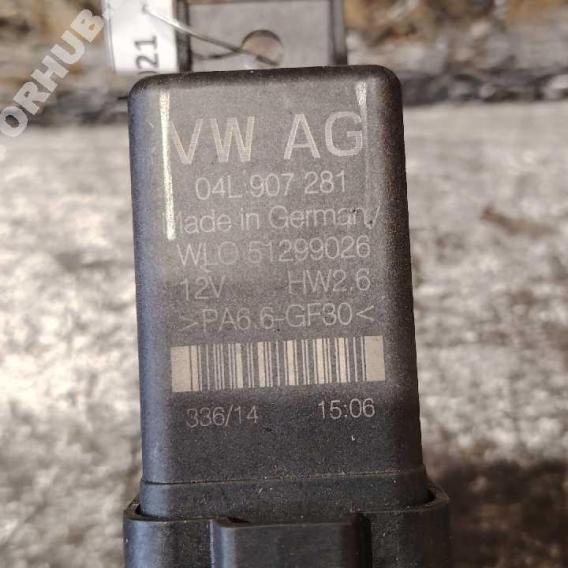 VW AG
04L 907 281
Made in Germany
WLO 51299026
12V HW2.6
>PA6.6-GF30<
336/14 15:06